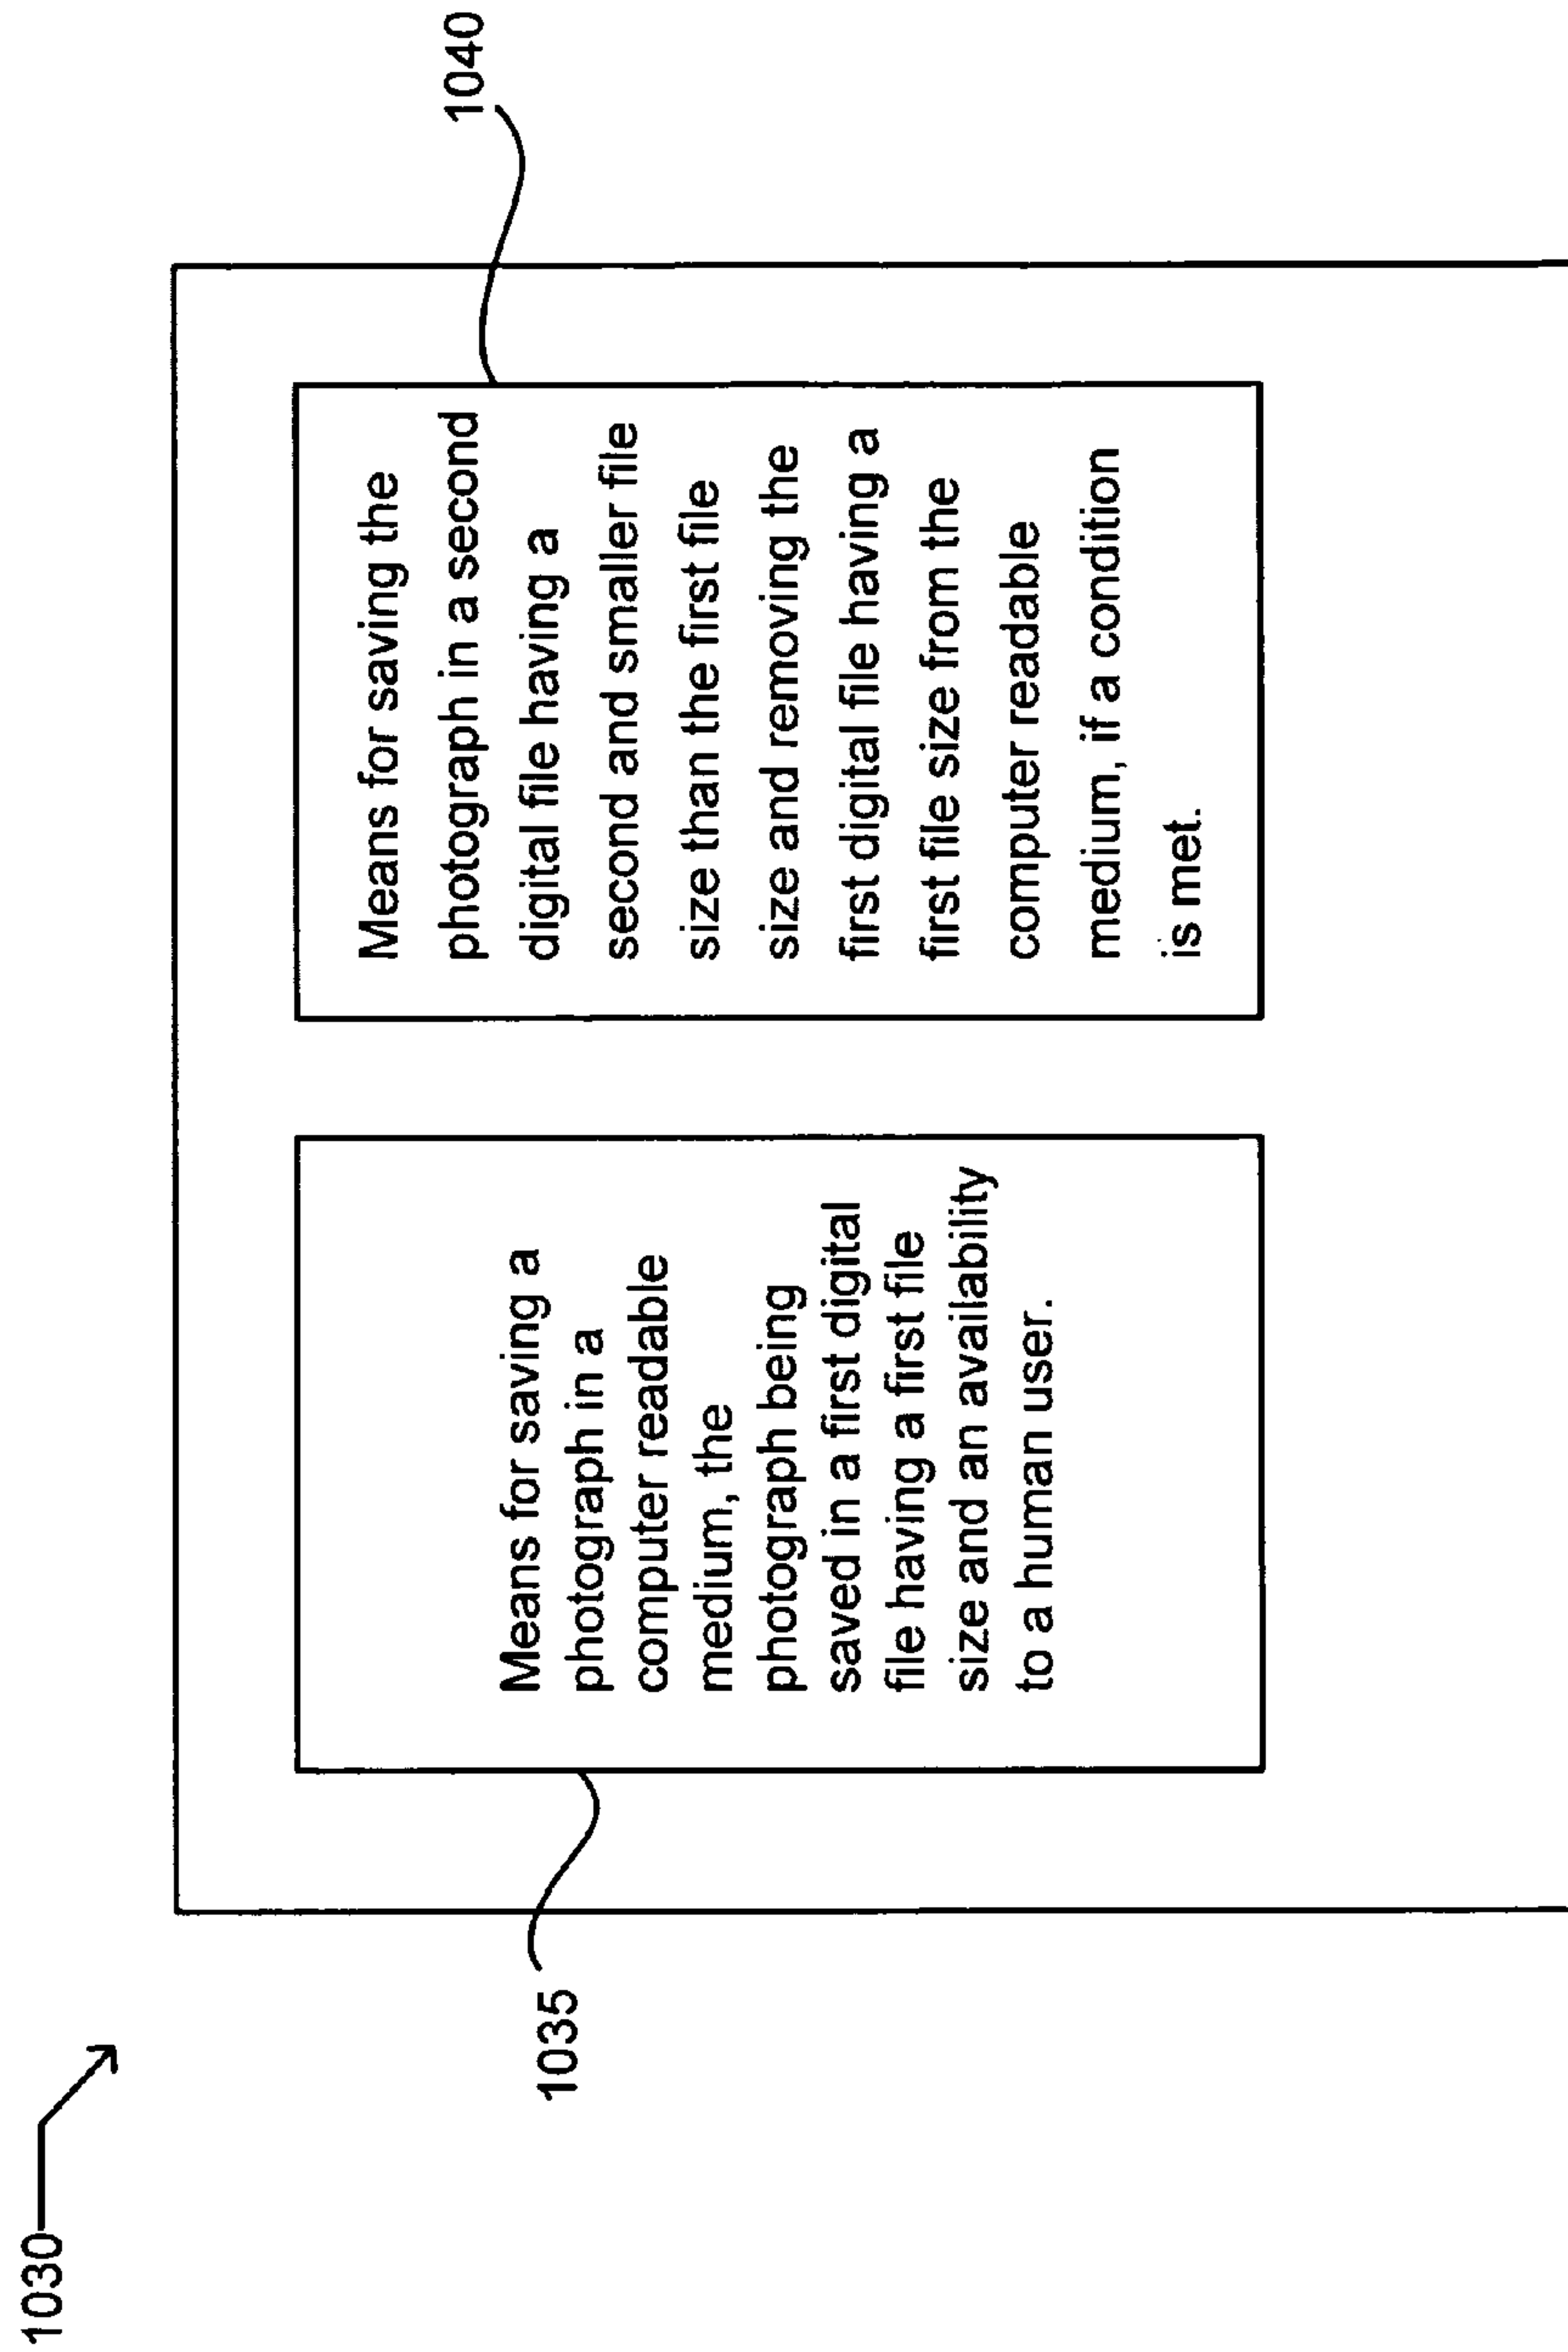 1030
1035
Means for saving a
photograph in a
computer readable
medium, the
photograph being
saved in a first digital
file having a first file
size and an availability
to a human user.
1040
Means for saving the
photograph in a second
digital file having a
second and smaller file
size than the first file
size and removing the
first digital file having a
first file size from the
computer readable
medium, if a condition
is met.